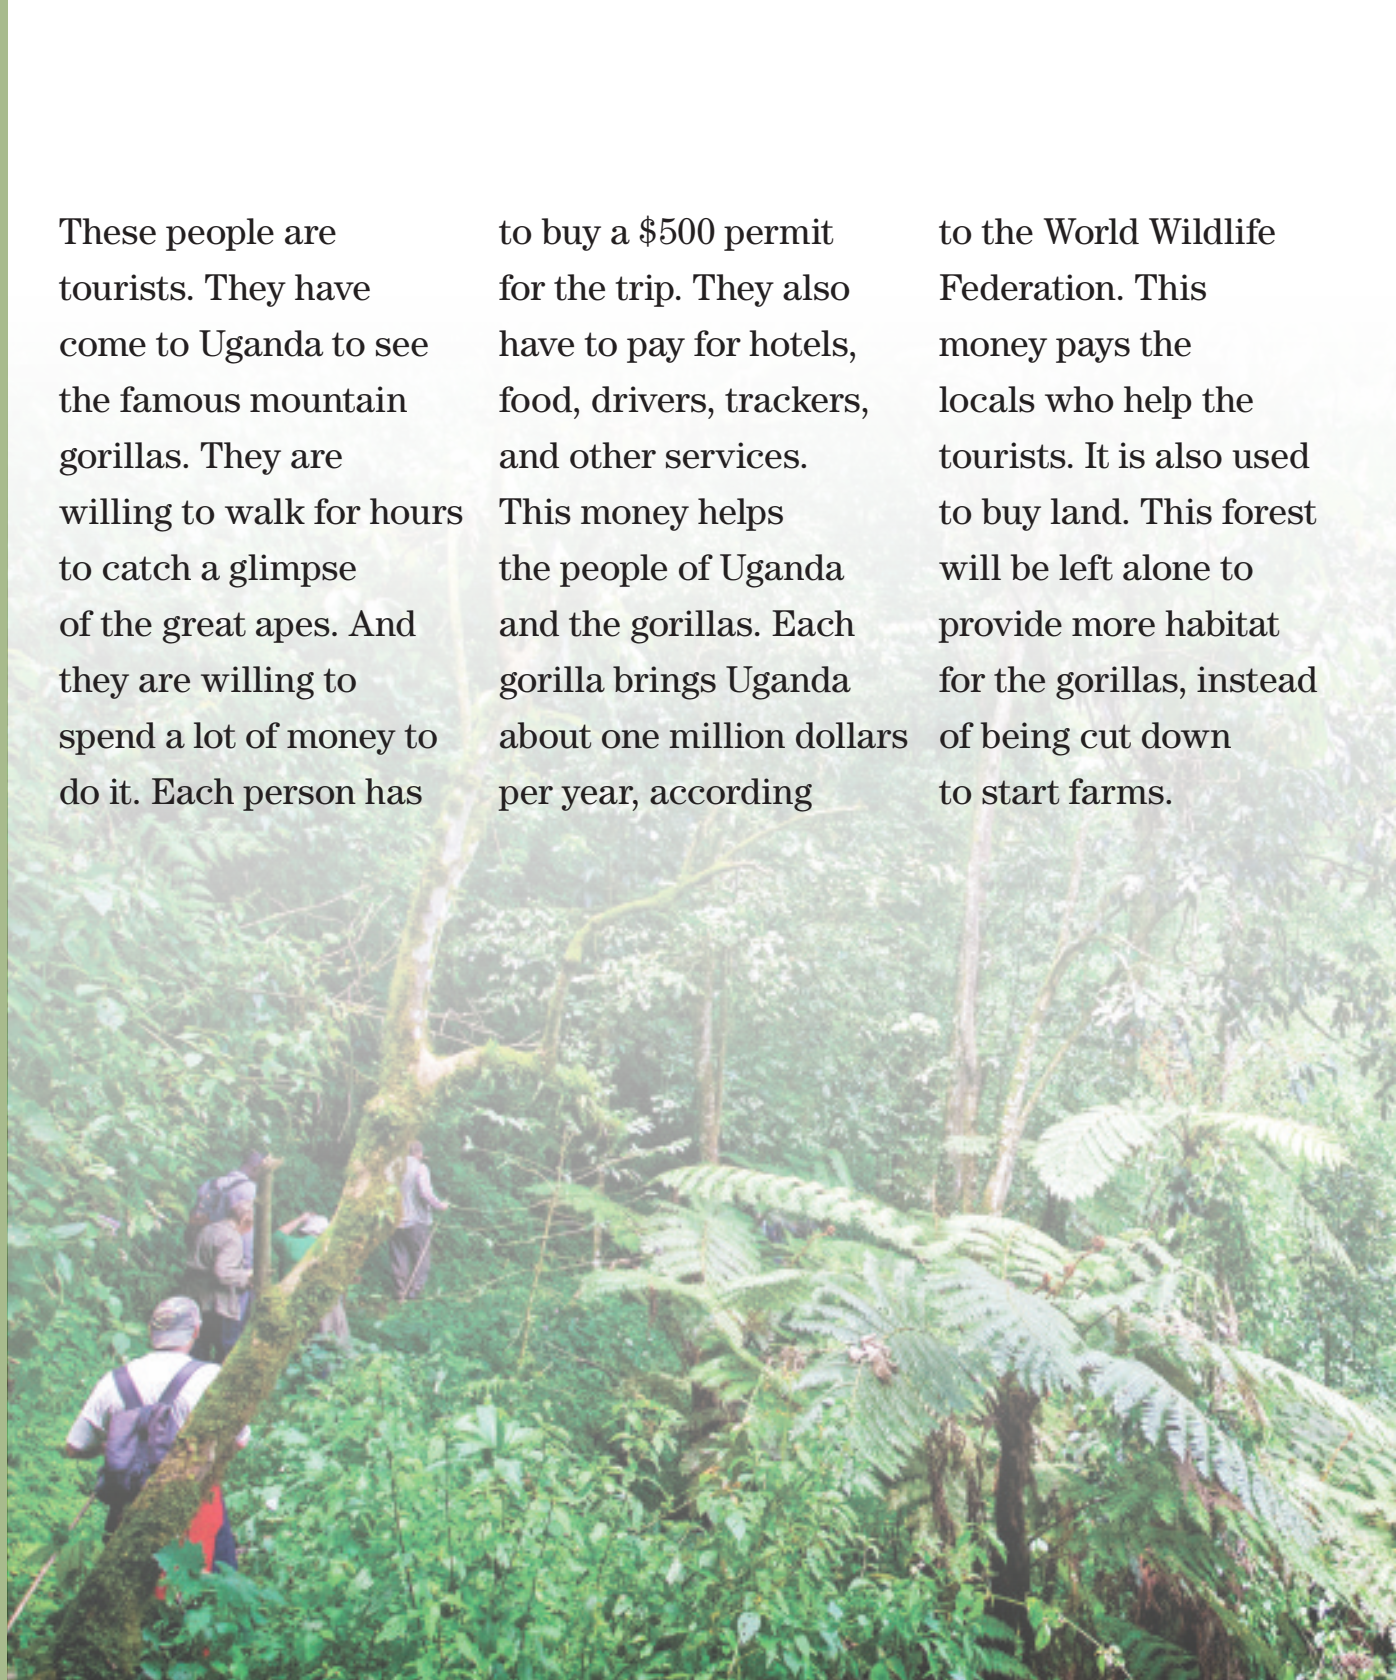 These people are
tourists. They have
come to Uganda to see
the famous mountain
gorillas. They are
willing to walk for hours
to catch a glimpse
of the great apes. And
they are willing to
spend a lot of money to
do it. Each person has
to buy a $500 permit
for the trip. They also
have to pay for hotels,
food, drivers, trackers,
and other services.
This money helps
the people of Uganda
and the gorillas. Each
gorilla brings Uganda
about one million dollars
per year, according
to the World Wildlife
Federation. This
money pays the
locals who help the
tourists. It is also used
to buy land. This forest
will be left alone to
provide more habitat
for the gorillas, instead
of being cut down
to start farms.